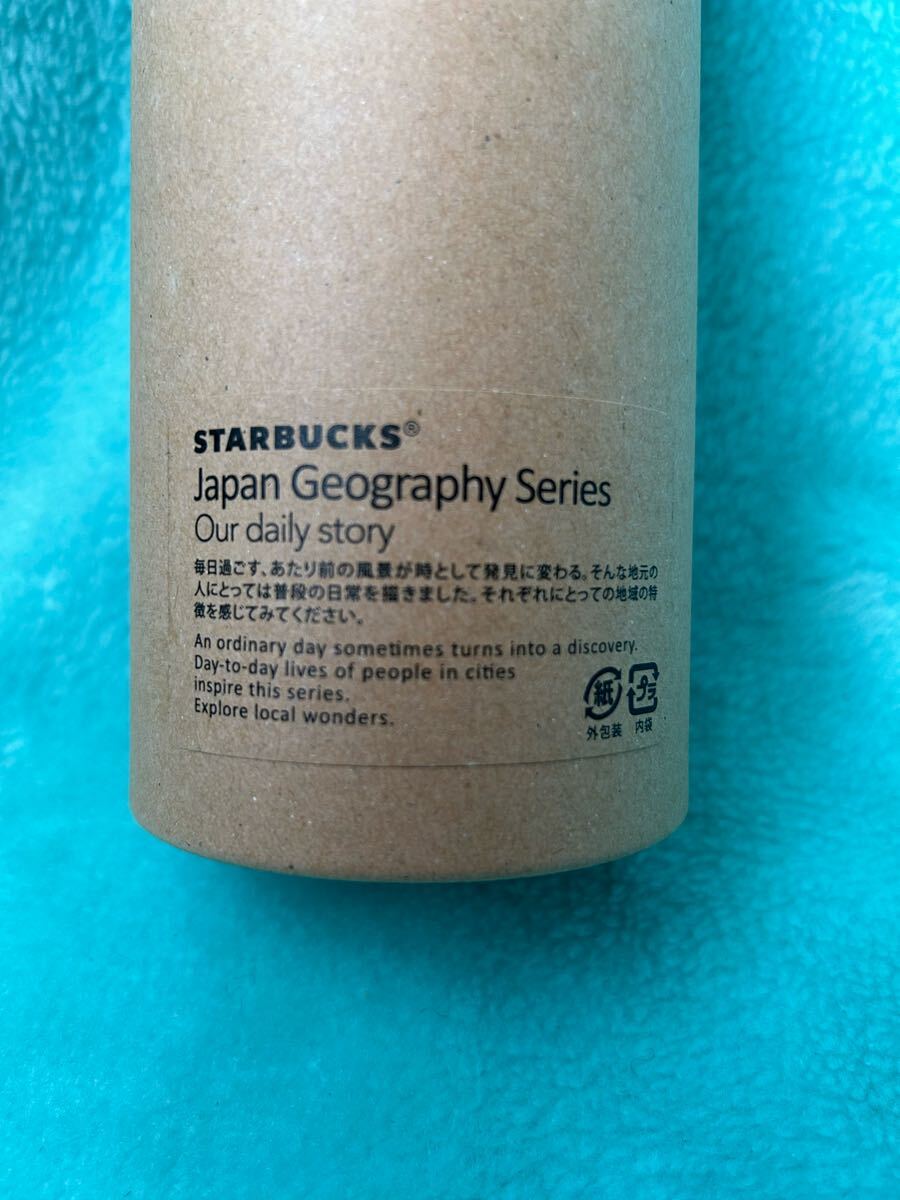 STARBUCKS®
Japan Geography Series
Our daily story
毎日過ごす、あたり前の風景が時として発見に変わる。そんな地元の
人にとっては普段の日常を描きました。それぞれにとっての地域の特
徴を感じてみてください。
An ordinary day sometimes turns into a discovery.
Day-to-day lives of people in cities
inspire this series.
Explore local wonders.
紙 プラ
外包装 内袋